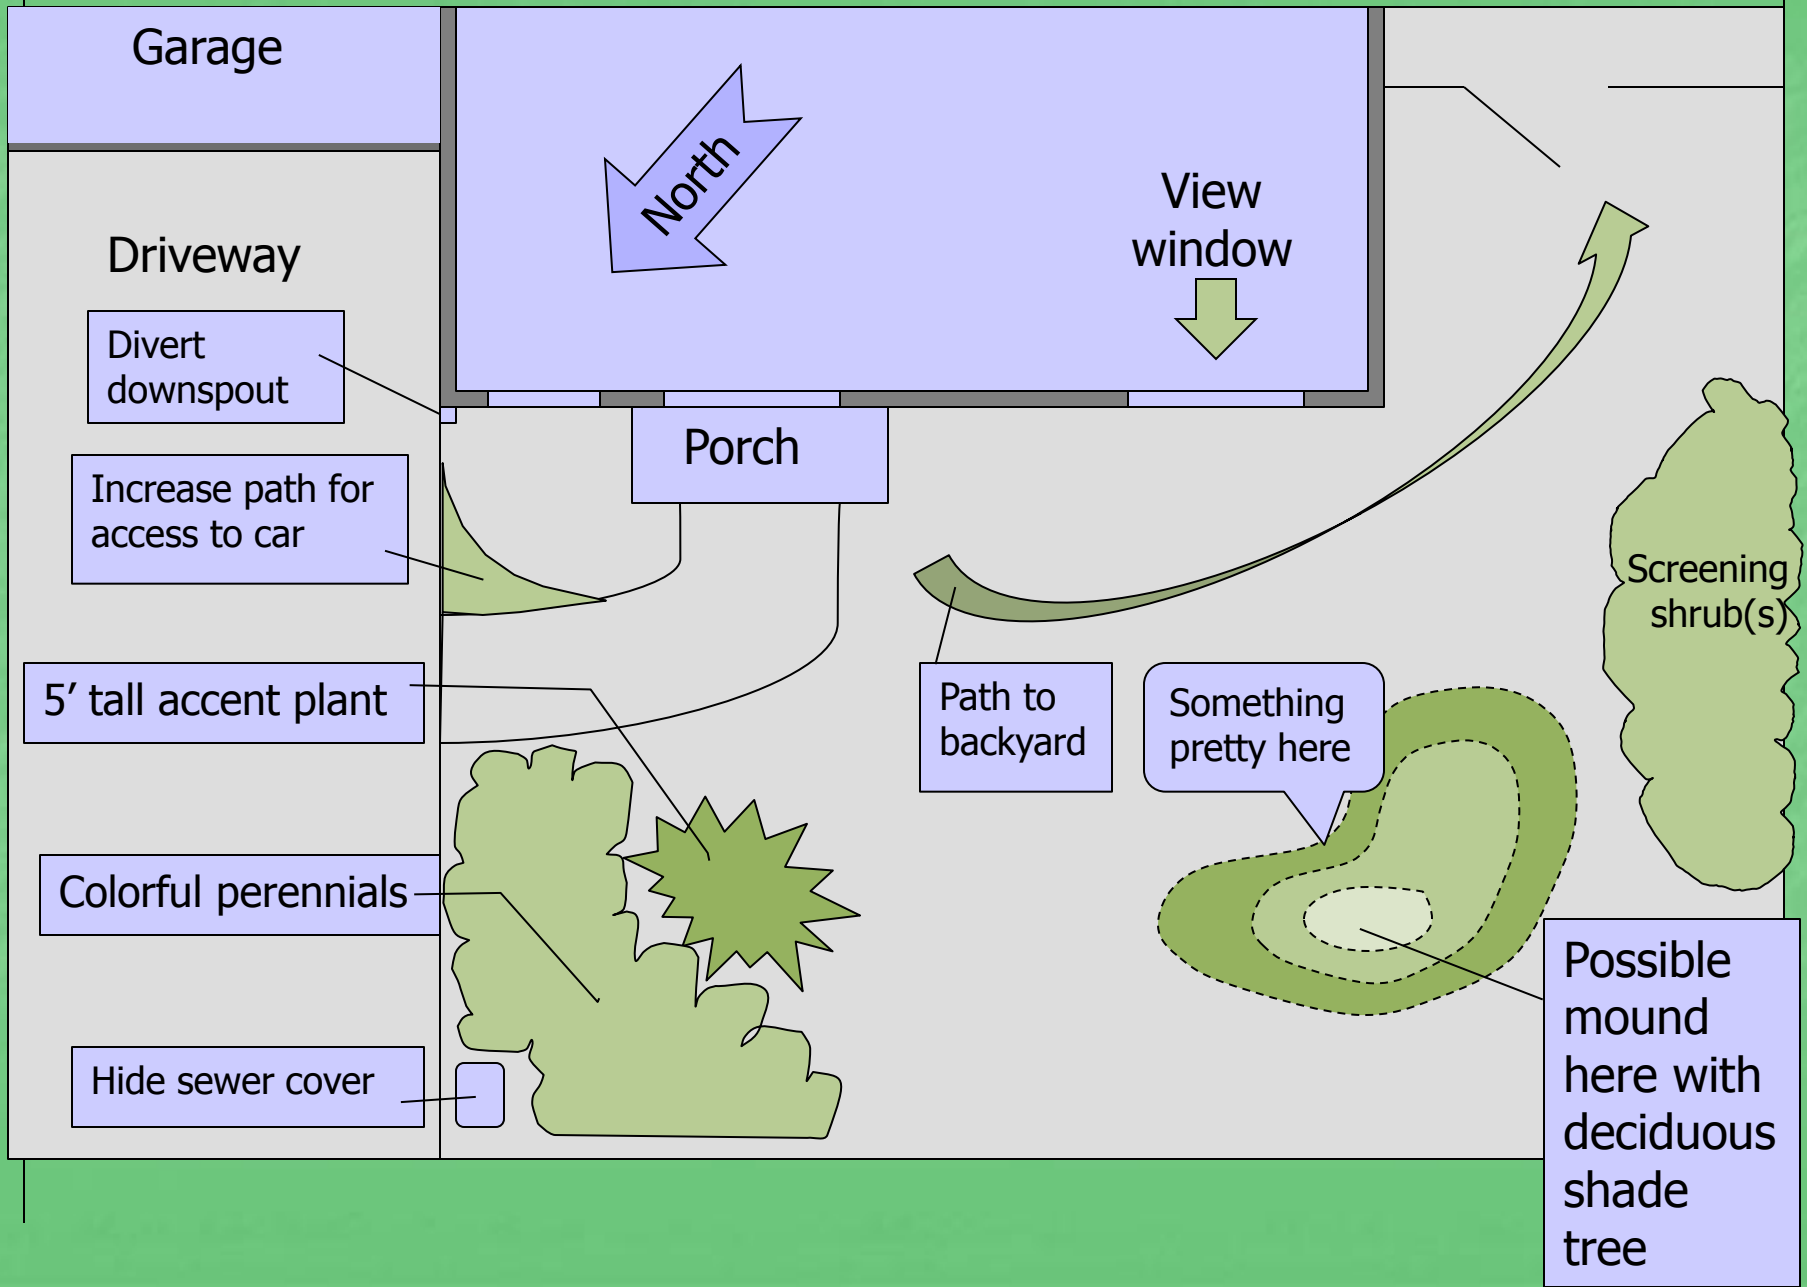 Garage
North
View
window
Driveway
Divert
downspout
Porch
Increase path for
access to car
Screening
shrub(s)
5’ tall accent plant
Path to
backyard
Something
pretty here
Colorful perennials
Possible
mound
here with
deciduous
shade
tree
Hide sewer cover